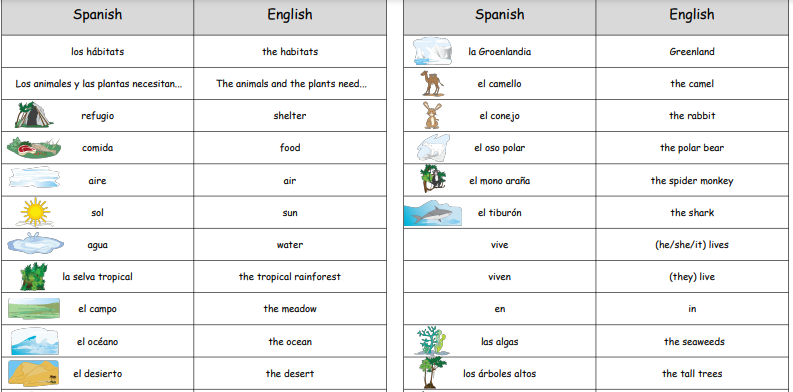 Spanish English
los hábitats the habitats
Los animales y las plantas necesitan... The animals and the plants need...
refugio shelter
comida food
aire air
sol sun
agua water
la selva tropical the tropical rainforest
el campo the meadow
el océano the ocean
el desierto the desert
Spanish English
la Groenlandia Greenland
el camello the camel
el conejo the rabbit
el oso polar the polar bear
el mono araña the spider monkey
el tiburón the shark
vive (he/she/it) lives
viven (they) live
en in
las algas the seaweeds
los árboles altos the tall trees